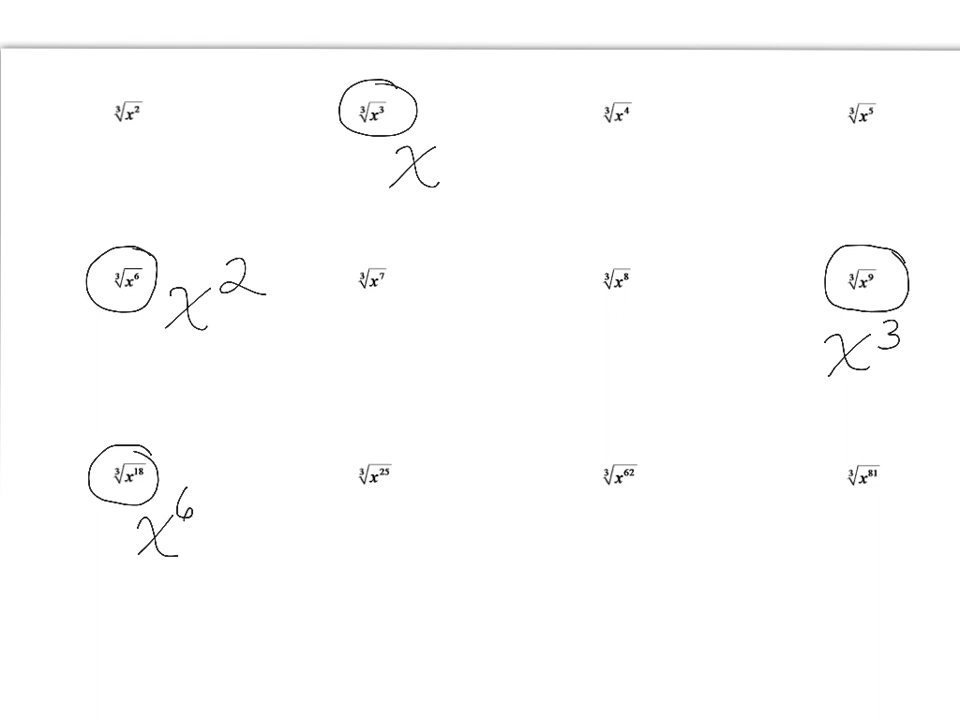 ∛x² ∛x³ ∛x⁴ ∛x⁵
x
∛x⁶ x² ∛x⁷ ∛x⁸ ∛x⁹
x³
∛x¹⁸ ∛x²⁵ ∛x⁶² ∛x⁸¹
x⁶